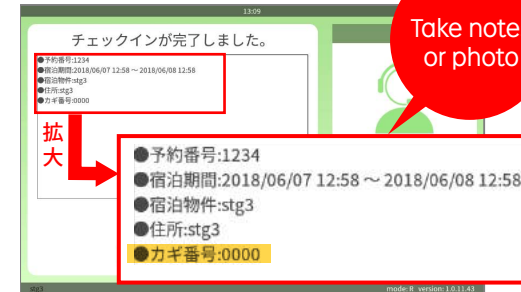 13:09
Take note
or photo
チェックインが完了しました。
●予約番号:1234
●宿泊期間:2018/06/07 12:58 ～ 2018/06/08 12:58
●宿泊物件:stg3
●住所:stg3
●カギ番号:0000
拡大
●予約番号:1234
●宿泊期間:2018/06/07 12:58 ～ 2018/06/08 12:58
●宿泊物件:stg3
●住所:stg3
●カギ番号:0000
stg3
mode: R version: 1.0.11.43